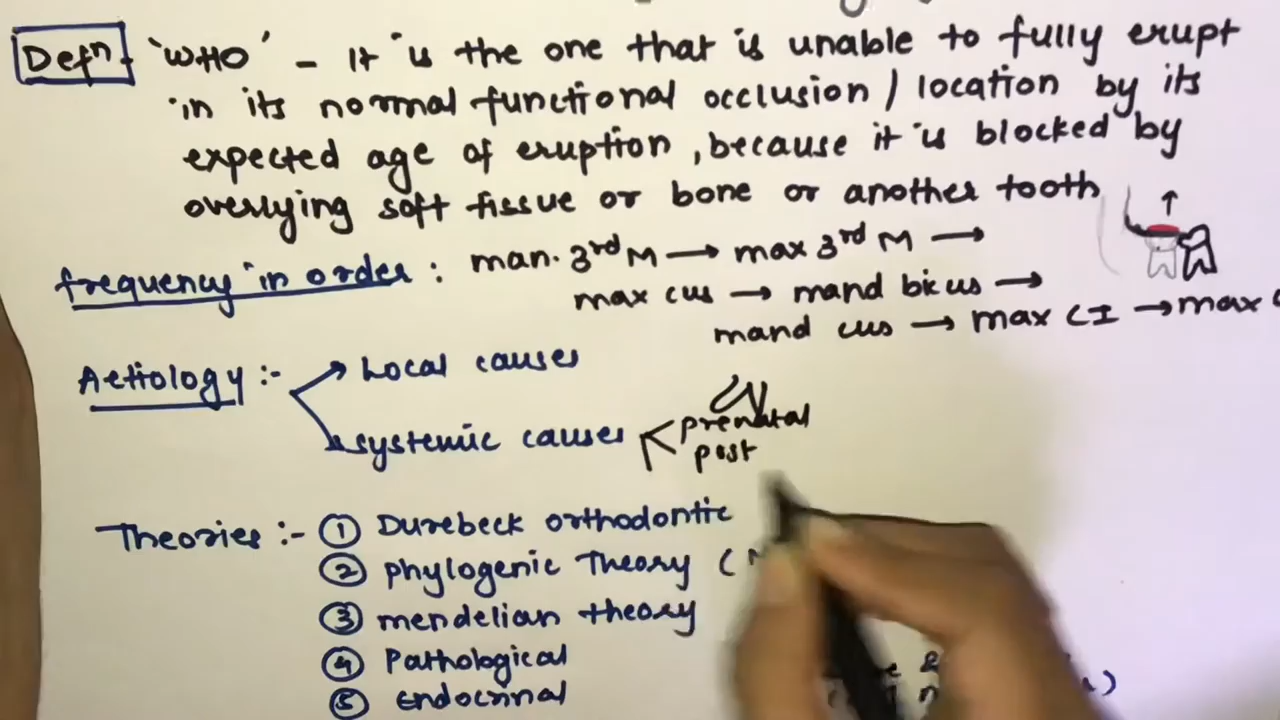 Defn 'WHO' - It is the one that is unable to fully erupt
in its normal functional occlusion / location by its
expected age of eruption, because it is blocked by
overlying soft tissue or bone or another tooth
frequency in order : man. 3rd M → max 3rd M →
max cus → mand bicus →
mand cus → max CI → max
Aetiology :- Local causes
systemic causes prenatal
post
Theories :- ① Durebeck orthodontic
② phylogenic Theory (
③ mendelian theory
④ Pathological
⑤ Endocrinal